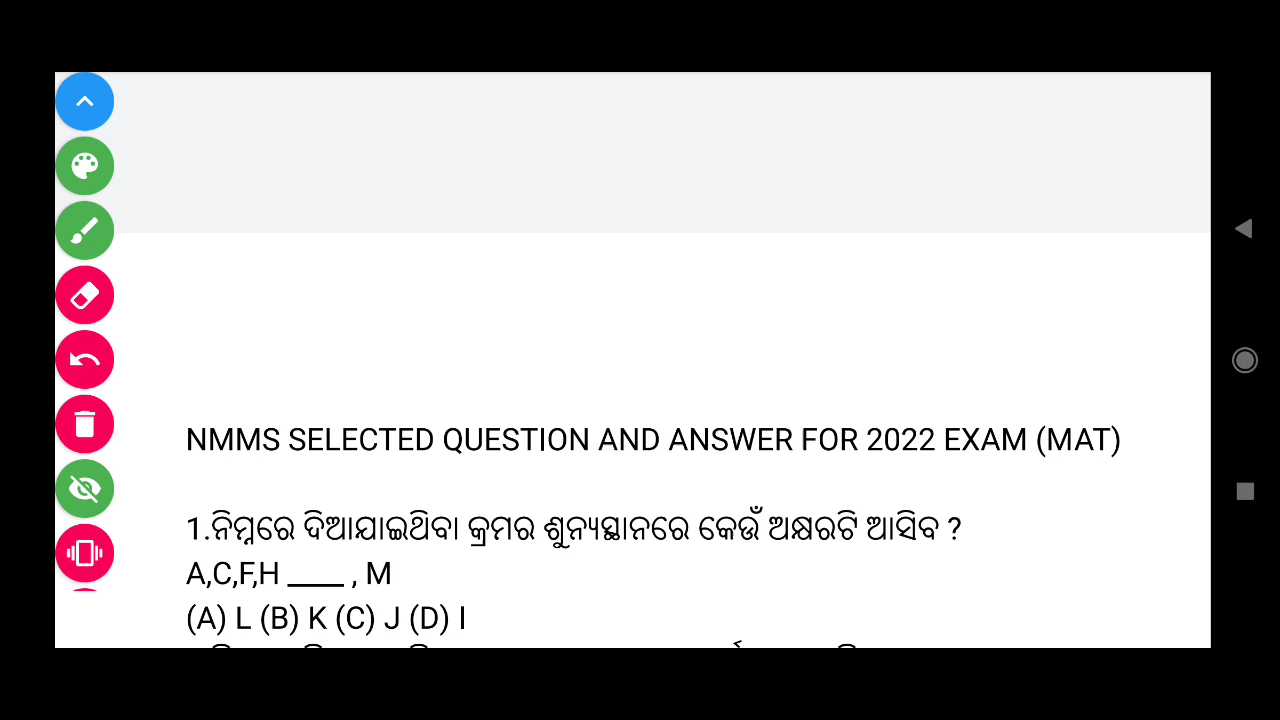 NMMS SELECTED QUESTION AND ANSWER FOR 2022 EXAM (MAT)
1.ନିମ୍ନରେ ଦିଆଯାଇଥିବା କ୍ରମର ଶୁନ୍ୟସ୍ଥାନରେ କେଉଁ ଅକ୍ଷରଟି ଆସିବ ?
A,C,F,H ____ , M
(A) L (B) K (C) J (D) I